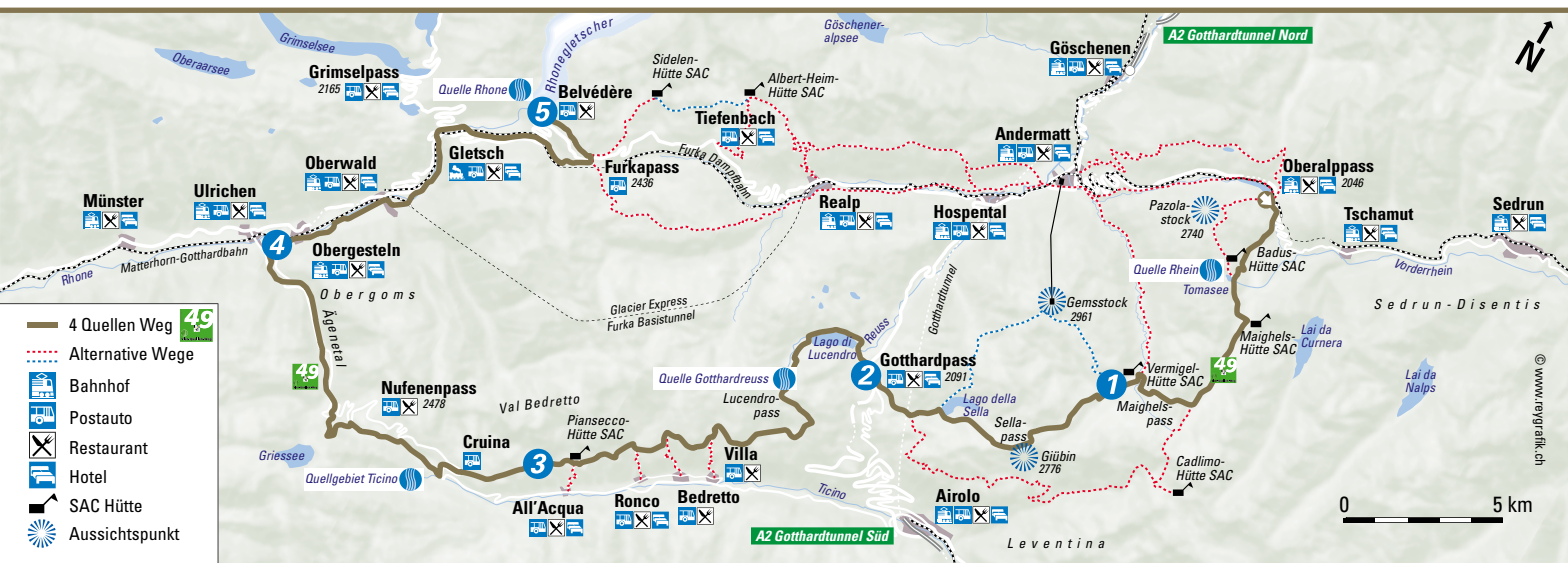 Grimselsee
Oberaarsee
Grimselpass
2165
Quelle Rhone
Rhonegletscher
5
Belvédère
Sidelen-
Hütte SAC
Albert-Heim-
Hütte SAC
Göschener-
alpsee
A2 Gotthardtunnel Nord
Göschenen
N
Tiefenbach
Andermatt
Oberalppass
2046
Furka Dampfbahn
Furkapass
2436
Gletsch
Oberwald
Ulrichen
Münster
4
Obergesteln
Rhone
Matterhorn-Gotthardbahn
Obergoms
Ägenetal
Realp
Hospental
Pazola-
stock
2740
Tschamut
Sedrun
Badus-
Hütte SAC
Quelle Rhein
Tomasee
Vorderrhein
Sedrun-Disentis
Glacier Express
Furka Basistunnel
Gotthardtunnel
Gemsstock
2961
Maighels-
Hütte SAC
Lai da
Curnera
Lai da
Nalps
Reuss
Lago di
Lucendro
2
Gotthardpass
2091
Quelle Gotthardreuss
Lucendro-
pass
Lago della
Sella
Sella-
pass
Giübin
2776
1
Vermigel-
Hütte SAC
Maighels-
pass
49
Cadlimo-
Hütte SAC
49
Nufenenpass
2478
Val Bedretto
Piansecco-
Hütte SAC
Cruina
3
Griessee
Quellgebiet Ticino
Villa
All'Acqua
Ronco
Bedretto
Ticino
A2 Gotthardtunnel Süd
Airolo
Leventina
0 5 km
© www.reygrafik.ch
4 Quellen Weg
49
Alternative Wege
Bahnhof
Postauto
Restaurant
Hotel
SAC Hütte
Aussichtspunkt